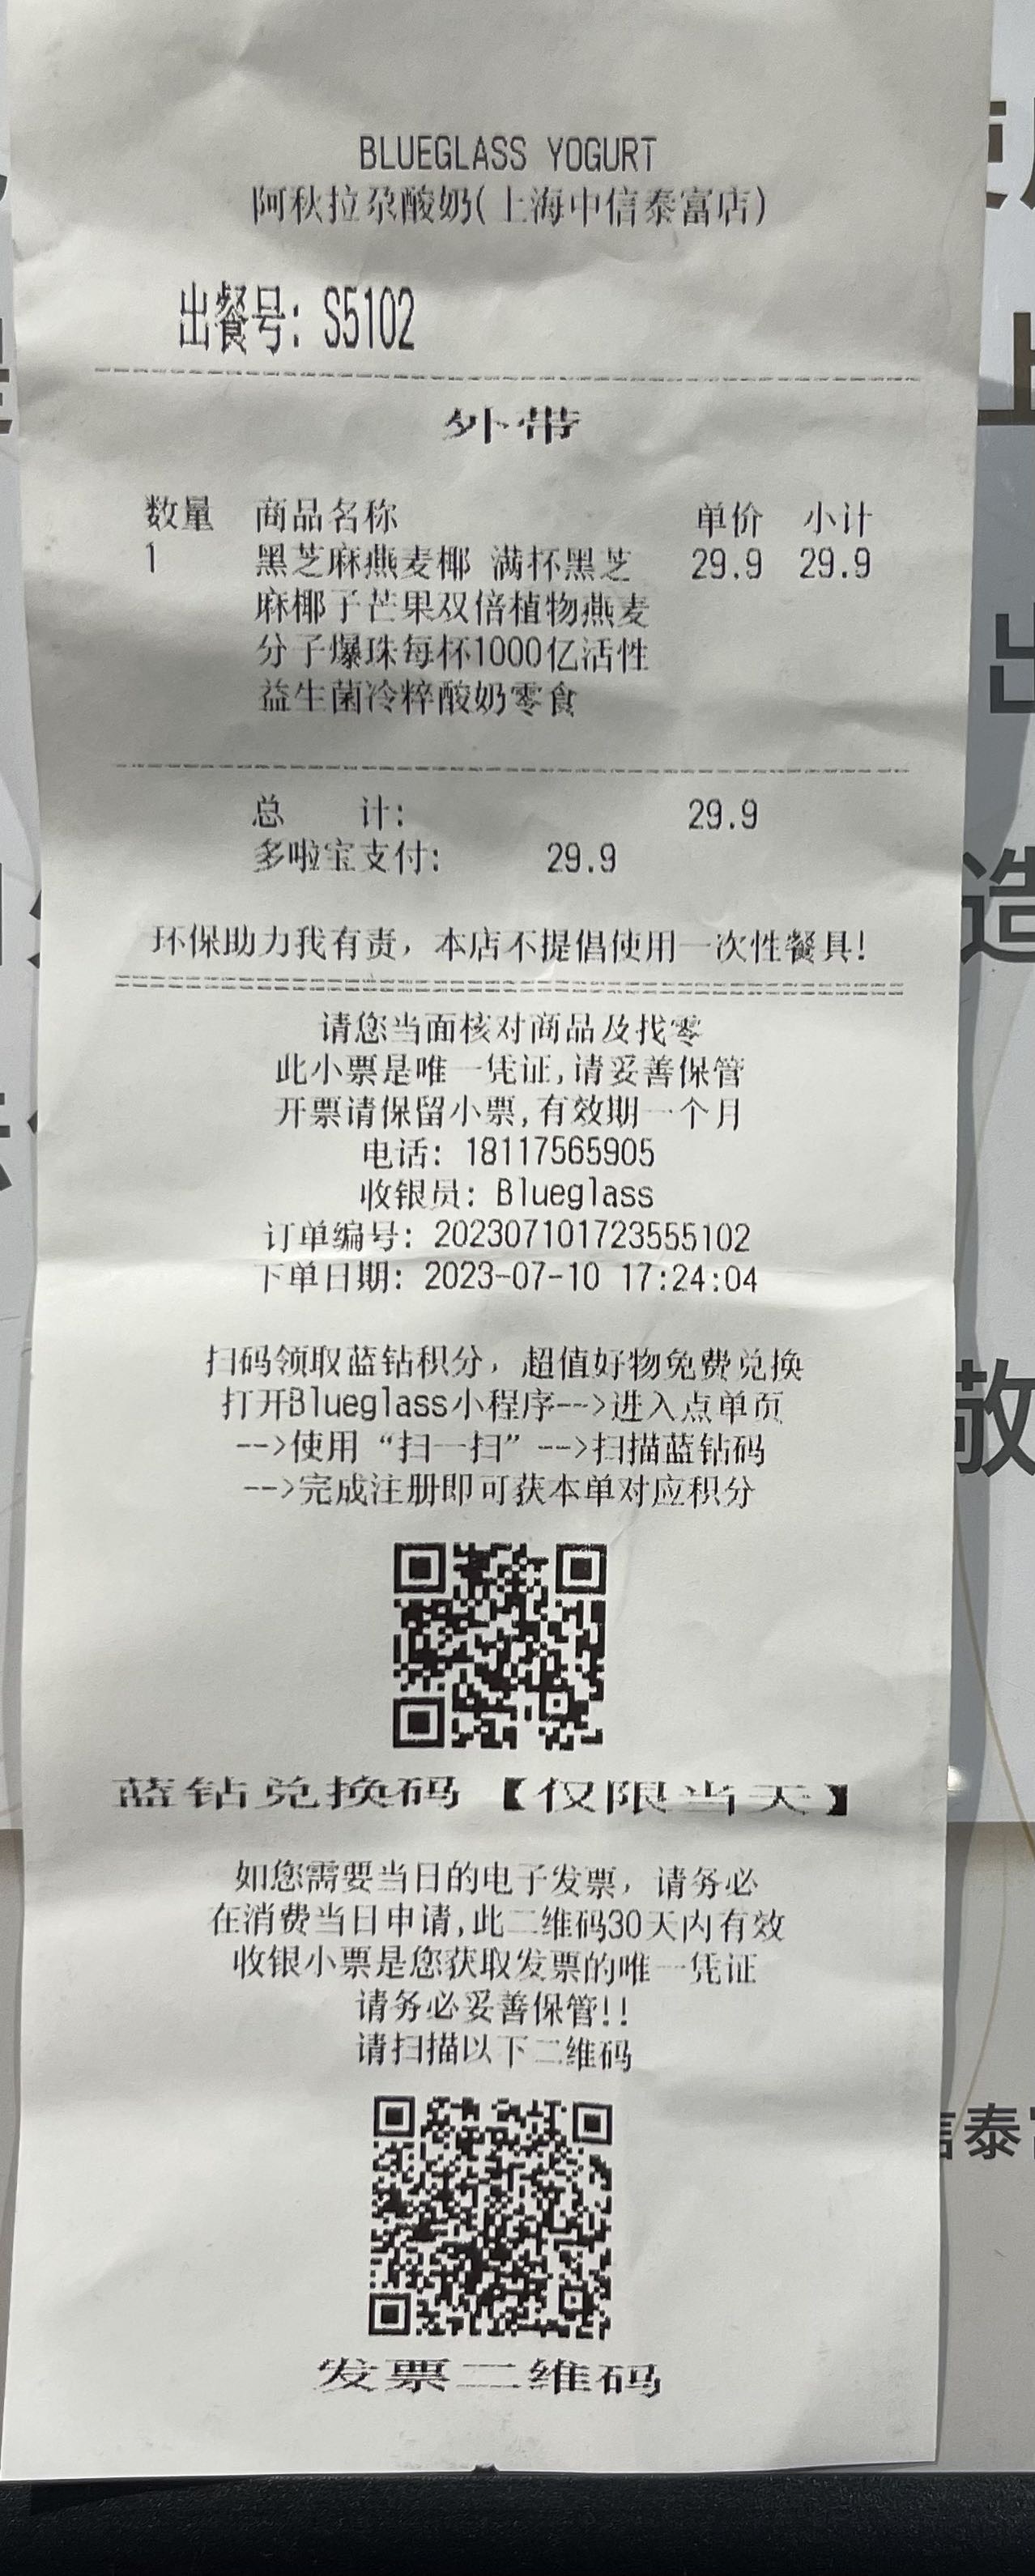 BLUEGLASS YOGURT
阿秋拉尕酸奶(上海中信泰富店)
出餐号: S5102
外带
数量 商品名称 单价 小计
1 黑芝麻燕麦椰 满杯黑芝 29.9 29.9
麻椰子芒果双倍植物燕麦
分子爆珠每杯1000亿活性
益生菌冷粹酸奶零食
总 计: 29.9
多啦宝支付: 29.9
环保助力我有责，本店不提倡使用一次性餐具!
请您当面核对商品及找零
此小票是唯一凭证,请妥善保管
开票请保留小票,有效期一个月
电话: 18117565905
收银员: Blueglass
订单编号: 202307101723555102
下单日期: 2023-07-10 17:24:04
扫码领取蓝钻积分，超值好物免费兑换
打开Blueglass小程序-->进入点单页
-->使用“扫一扫”-->扫描蓝钻码
-->完成注册即可获本单对应积分
蓝钻兑换码【仅限当天】
如您需要当日的电子发票，请务必
在消费当日申请,此二维码30天内有效
收银小票是您获取发票的唯一凭证
请务必妥善保管!!
请扫描以下二维码
发票二维码
上
出
造
敬
信泰